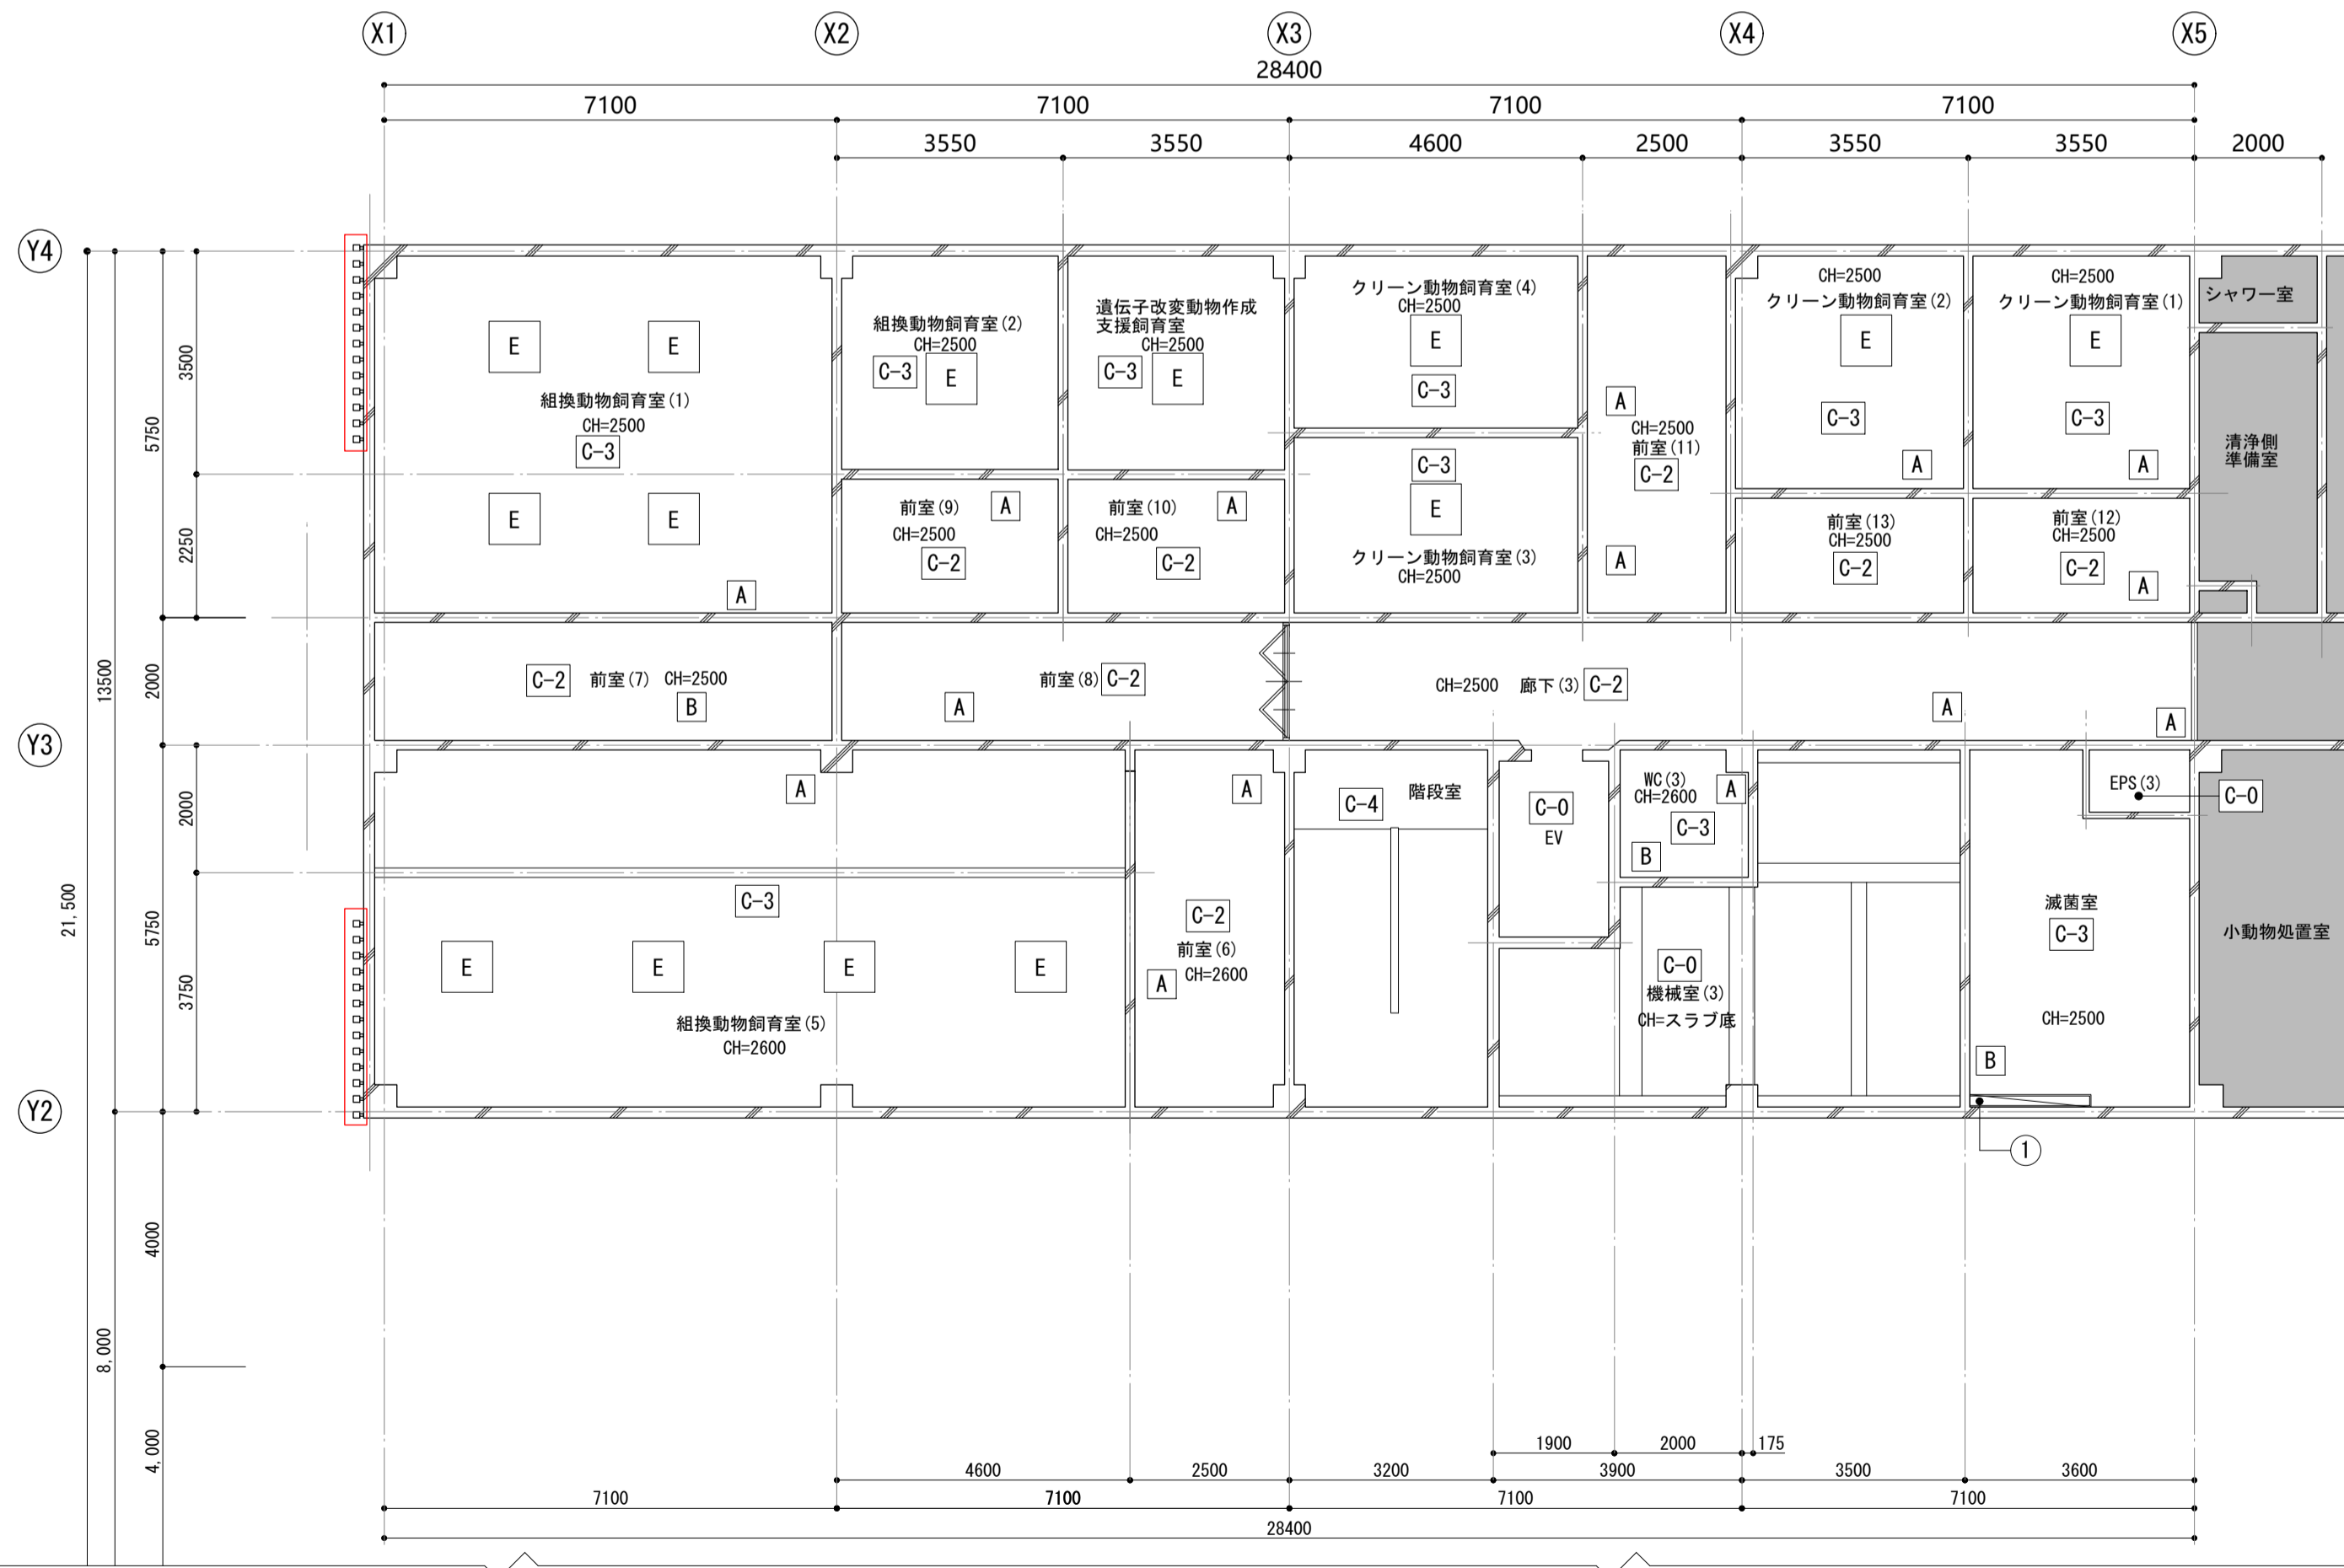 X1 X2 X3 X4 X5
28400
7100 7100 7100 7100
3550 3550 4600 2500 3550 3550 2000
Y4
Y3
Y2
3500
5750
2250
13500
2000
2000
21,500
5750
3750
4000
8,000
4,000
E E
組換動物飼育室(1)
CH=2500
C-3
E E
A
組換動物飼育室(2)
CH=2500
C-3 E
遺伝子改変動物作成
支援飼育室
CH=2500
C-3 E
前室(9) A
CH=2500
C-2
前室(10) A
CH=2500
C-2
クリーン動物飼育室(4)
CH=2500
E
C-3
C-3
E
クリーン動物飼育室(3)
CH=2500
A
CH=2500
前室(11)
C-2
A
CH=2500
クリーン動物飼育室(2)
E
C-3
A
CH=2500
クリーン動物飼育室(1)
E
C-3
A
前室(13)
CH=2500
C-2
前室(12)
CH=2500
C-2
A
シャワー室
清浄側
準備室
C-2 前室(7) CH=2500
B
前室(8) C-2
A
CH=2500 廊下(3) C-2
A
A
A
C-3
E E E E
組換動物飼育室(5)
CH=2600
A
C-2
前室(6)
CH=2600
A
階段室
C-4
C-0
EV
WC(3)
CH=2600
A
C-3
B
C-0
機械室(3)
CH=スラブ底
EPS(3)
C-0
滅菌室
C-3
CH=2500
B
小動物処置室
1
1900 2000 175
4600 2500 3200 3900 3500 3600
7100 7100 7100 7100
28400